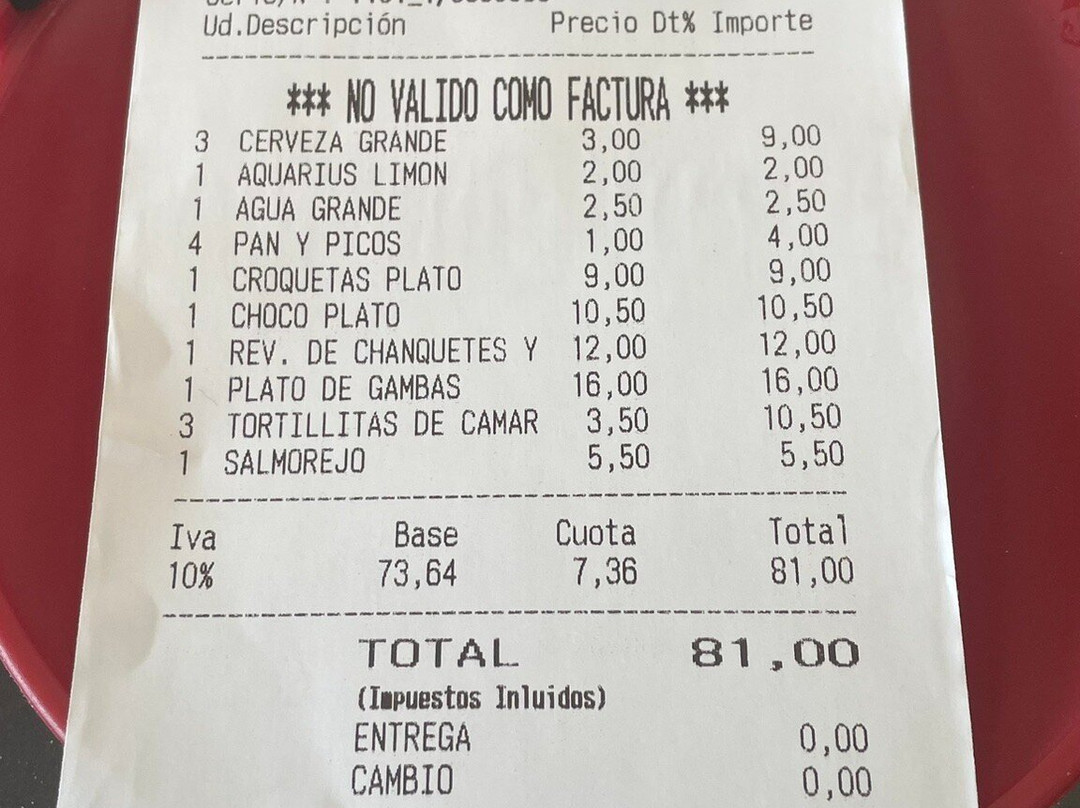 Ud.Descripción Precio Dt% Importe
*** NO VALIDO COMO FACTURA ***
3 CERVEZA GRANDE 3,00 9,00
1 AQUARIUS LIMON 2,00 2,00
1 AGUA GRANDE 2,50 2,50
4 PAN Y PICOS 1,00 4,00
1 CROQUETAS PLATO 9,00 9,00
1 CHOCO PLATO 10,50 10,50
1 REV. DE CHANQUETES Y 12,00 12,00
1 PLATO DE GAMBAS 16,00 16,00
3 TORTILLITAS DE CAMAR 3,50 10,50
1 SALMOREJO 5,50 5,50
Iva Base Cuota Total
10% 73,64 7,36 81,00
TOTAL 81,00
(Impuestos Inluidos)
ENTREGA 0,00
CAMBIO 0,00